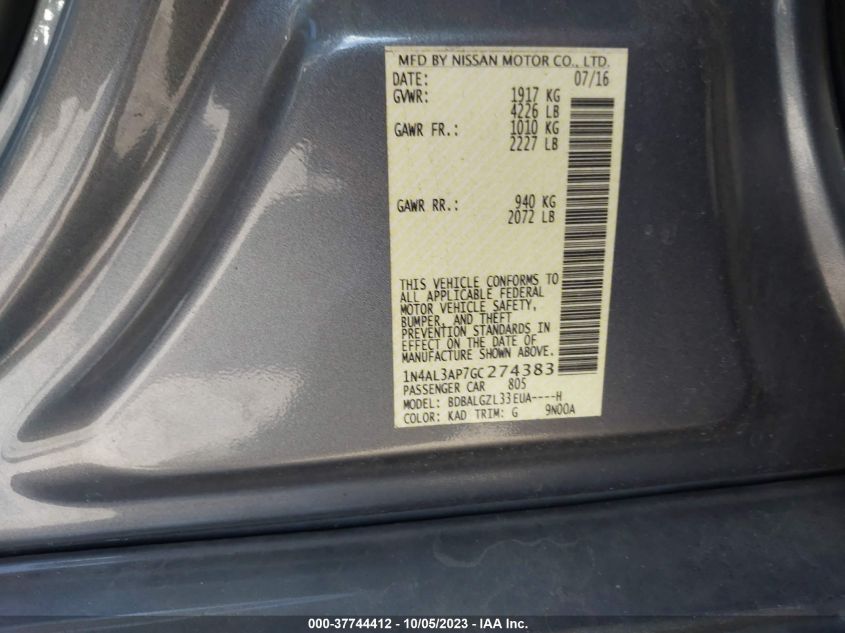 MFD BY NISSAN MOTOR CO., LTD.
DATE: 07/16
GVWR: 1917 KG
4226 LB
GAWR FR.: 1010 KG
2227 LB
GAWR RR.: 940 KG
2072 LB
THIS VEHICLE CONFORMS TO
ALL APPLICABLE FEDERAL
MOTOR VEHICLE SAFETY,
BUMPER, AND THEFT
PREVENTION STANDARDS IN
EFFECT ON THE DATE OF
MANUFACTURE SHOWN ABOVE.
1N4AL3AP7GC274383
PASSENGER CAR 805
MODEL: BDBALGZL33EUA----H
COLOR: KAD TRIM: G 9N00A
000-37744412 - 10/05/2023 - IAA Inc.